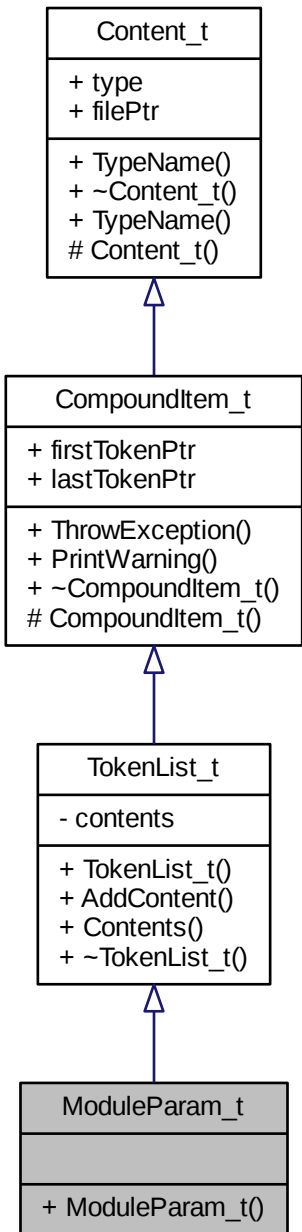 Content_t
+ type
+ filePtr
+ TypeName()
+ ~Content_t()
+ TypeName()
# Content_t()
CompoundItem_t
+ firstTokenPtr
+ lastTokenPtr
+ ThrowException()
+ PrintWarning()
+ ~CompoundItem_t()
# CompoundItem_t()
TokenList_t
- contents
+ TokenList_t()
+ AddContent()
+ Contents()
+ ~TokenList_t()
ModuleParam_t
+ ModuleParam_t()